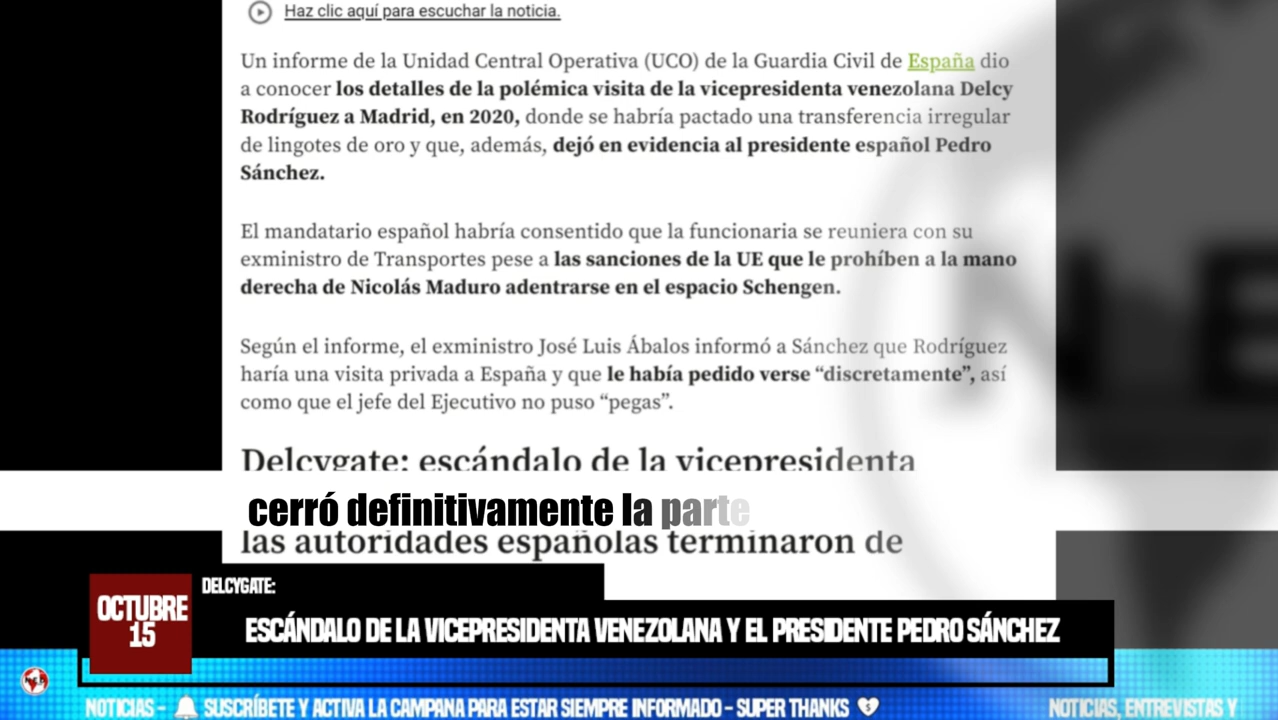 Haz clic aquí para escuchar la noticia.
Un informe de la Unidad Central Operativa (UCO) de la Guardia Civil de España dio
a conocer los detalles de la polémica visita de la vicepresidenta venezolana Delcy
Rodríguez a Madrid, en 2020, donde se habría pactado una transferencia irregular
de lingotes de oro y que, además, dejó en evidencia al presidente español Pedro
Sánchez.
El mandatario español habría consentido que la funcionaria se reuniera con su
exministro de Transportes pese a las sanciones de la UE que le prohíben a la mano
derecha de Nicolás Maduro adentrarse en el espacio Schengen.
Según el informe, el exministro José Luis Ábalos informó a Sánchez que Rodríguez
haría una visita privada a España y que le había pedido verse “discretamente”, así
como que el jefe del Ejecutivo no puso “pegas”.
Delcygate: escándalo de la vicepresidenta
cerró definitivamente la parte
las autoridades españolas terminaron de
DELCYGATE:
OCTUBRE
15
ESCÁNDALO DE LA VICEPRESIDENTA VENEZOLANA Y EL PRESIDENTE PEDRO SÁNCHEZ
NOTICIAS - 🔔 SUSCRÍBETE Y ACTIVA LA CAMPANA PARA ESTAR SIEMPRE INFORMADO - SUPER THANKS 💔 NOTICIAS, ENTREVISTAS Y